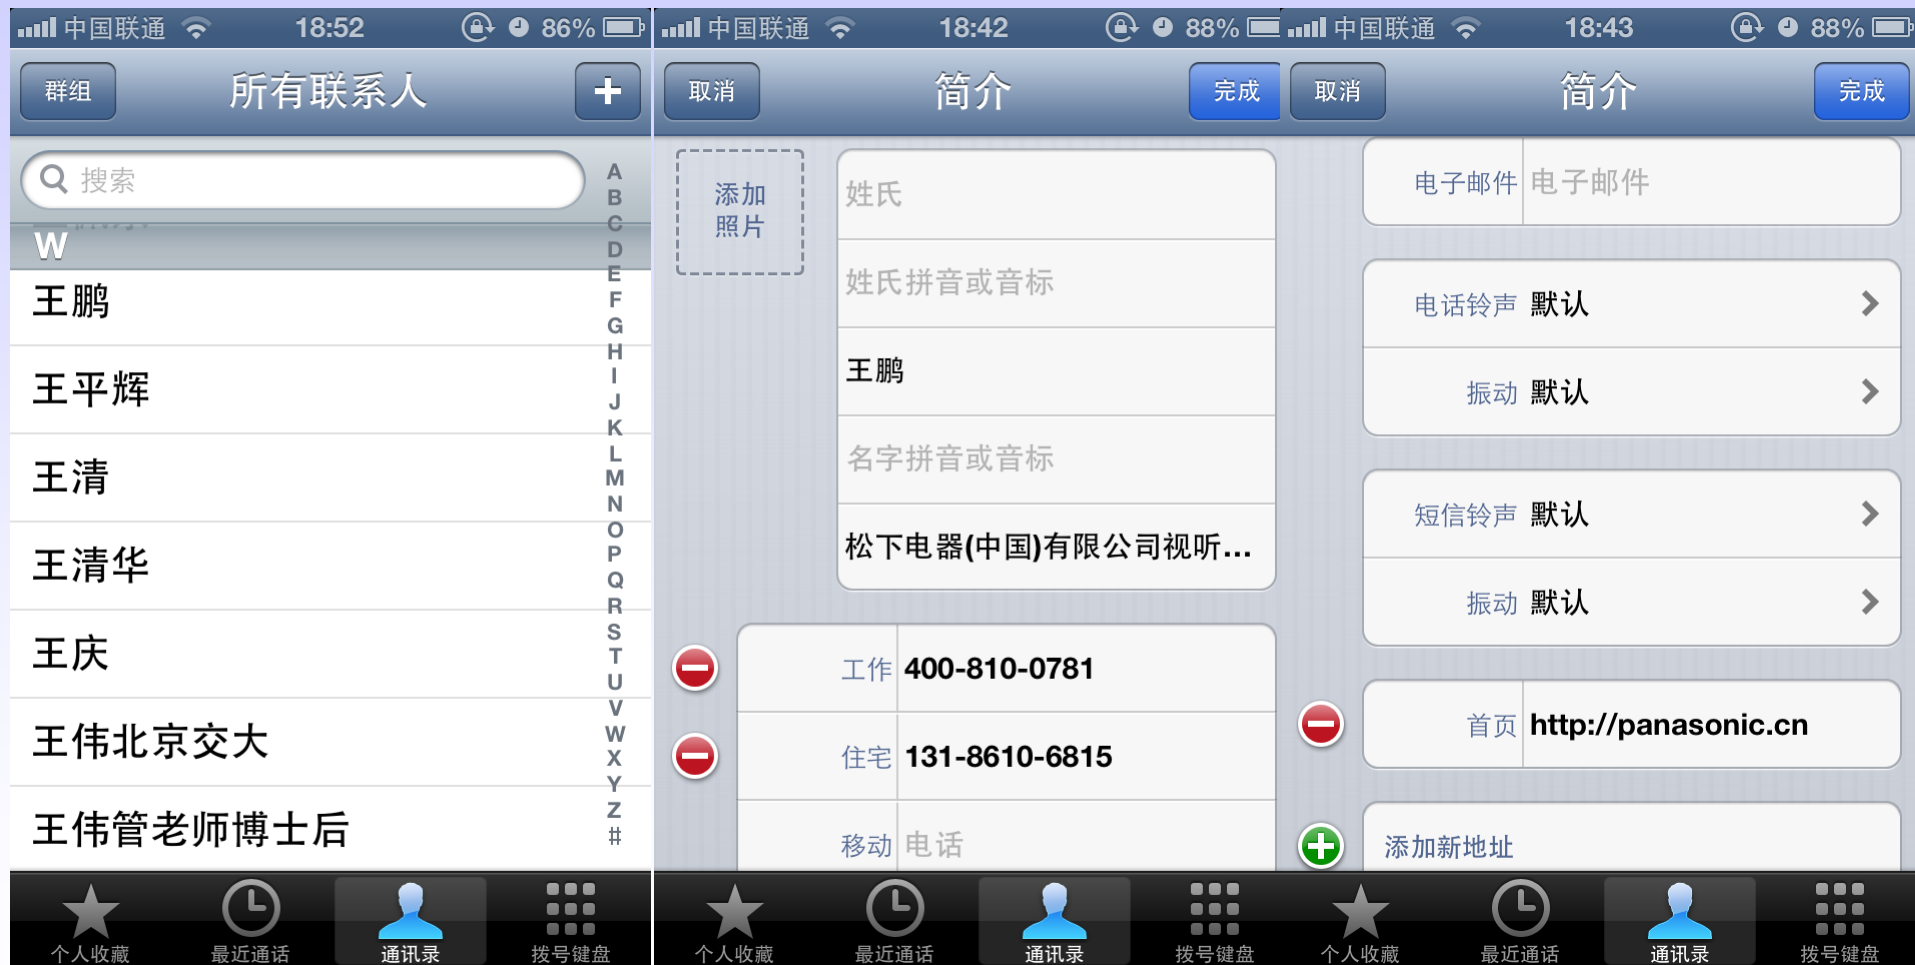 中国联通 18:52 86%
群组 所有联系人 +
搜索
W
王鹏
王平辉
王清
王清华
王庆
王伟北京交大
王伟管老师博士后
A
B
C
D
E
F
G
H
I
J
K
L
M
N
O
P
Q
R
S
T
U
V
W
X
Y
Z
#
个人收藏 最近通话 通讯录 拨号键盘
中国联通 18:42 88%
取消 简介 完成
添加
照片
姓氏
姓氏拼音或音标
王鹏
名字拼音或音标
松下电器(中国)有限公司视听...
工作 400-810-0781
住宅 131-8610-6815
移动 电话
个人收藏 最近通话 通讯录 拨号键盘
中国联通 18:43 88%
取消 简介 完成
电子邮件 电子邮件
电话铃声 默认
振动 默认
短信铃声 默认
振动 默认
首页 http://panasonic.cn
添加新地址
个人收藏 最近通话 通讯录 拨号键盘